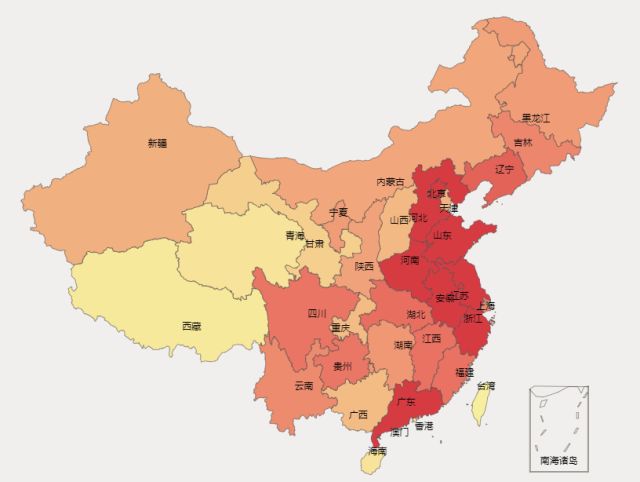 黑龙江
新疆
吉林
辽宁
内蒙古
北京
天津
宁夏
山西
河北
青海
甘肃
山东
陕西
河南
安徽
江苏
上海
四川
湖北
浙江
西藏
重庆
江西
湖南
贵州
福建
云南
台湾
广东
广西
香港
澳门
海南
南海诸岛